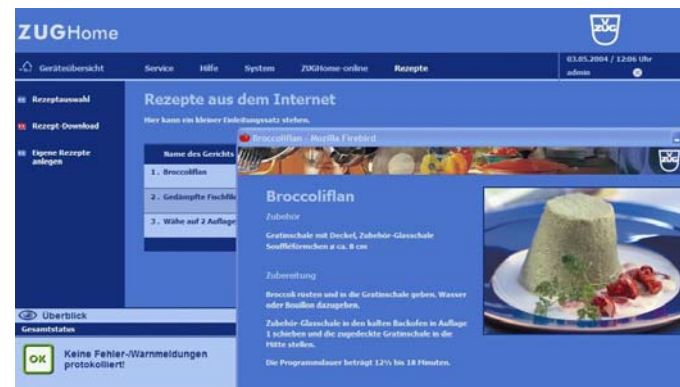 ZUGHome
ZUG
Geräteübersicht
Service
Hilfe
System
ZUGHome-online
Rezepte
03.05.2004 / 12:06 Uhr
admin
Rezeptauswahl
Rezept-Download
Eigene Rezepte
anlegen
Rezepte aus dem Internet
Hier kann ein kleiner Einleitungssatz stehen.
Name des Gerichts
1 . Broccoliflan
2 . Gedämpfte Fischfile
3 . Wähe auf 2 Auflage
Broccoliflan - Mozilla Firebird
ZUG
Broccoliflan
Zubehör
Gratinschale mit Deckel, Zubehör-Glasschale
Souffléförmchen ø ca. 8 cm
Zubereitung
Broccoli rüsten und in die Gratinschale geben. Wasser
oder Bouillon dazugeben.
Zubehör-Glasschale in den kalten Backofen in Auflage
1 schieben und die zugedeckte Gratinschale in die
Mitte stellen.
Die Programmdauer beträgt 12½ bis 18 Minuten.
Überblick
Gesamtstatus
OK
Keine Fehler-/Warnmeldungen
protokolliert!